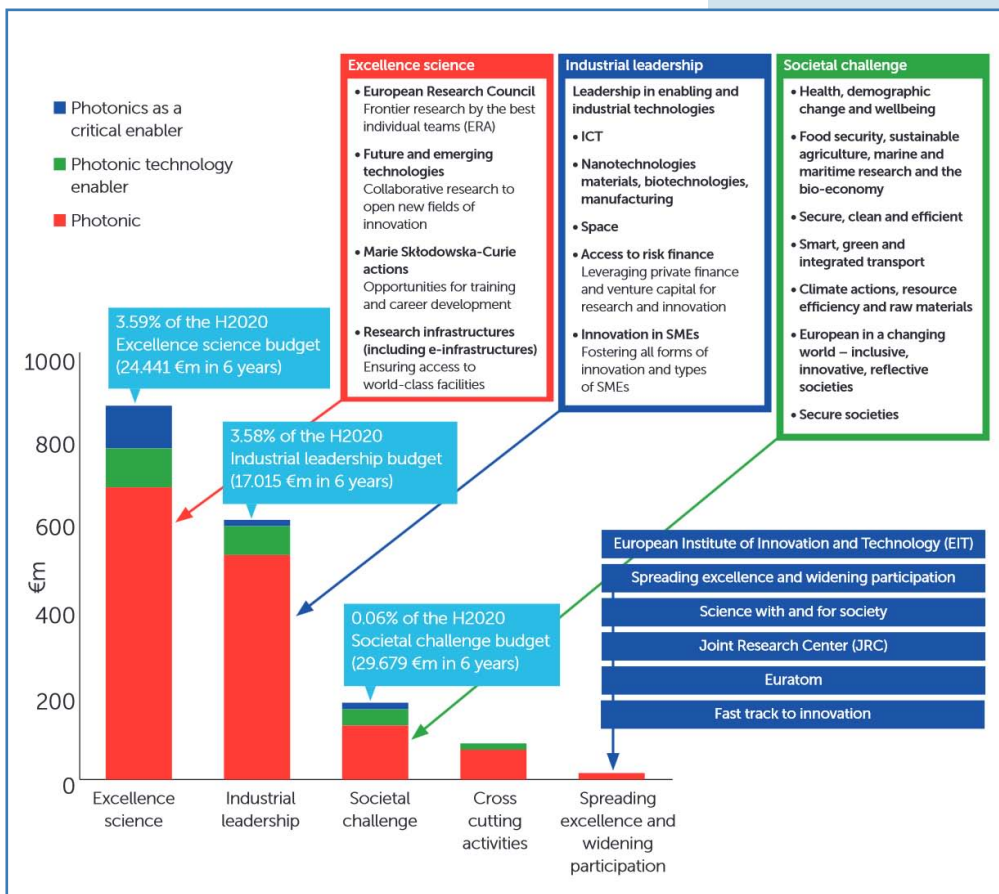 Photonics as a
critical enabler
Photonic technology
enabler
Photonic
Excellence science
• European Research Council
Frontier research by the best
individual teams (ERA)
• Future and emerging
technologies
Collaborative research to
open new fields of
innovation
• Marie Skłodowska-Curie
actions
Opportunities for training
and career development
• Research infrastructures
(including e-infrastructures)
Ensuring access to
world-class facilities
Industrial leadership
Leadership in enabling and
industrial technologies
• ICT
• Nanotechnologies
materials, biotechnologies,
manufacturing
• Space
• Access to risk finance
Leveraging private finance
and venture capital for
research and innovation
• Innovation in SMEs
Fostering all forms of
innovation and types
of SMEs
Societal challenge
• Health, demographic
change and wellbeing
• Food security, sustainable
agriculture, marine and
maritime research and the
bio-economy
• Secure, clean and efficient
• Smart, green and
integrated transport
• Climate actions, resource
efficiency and raw materials
• European in a changing
world – inclusive,
innovative, reflective
societies
• Secure societies
3.59% of the H2020
Excellence science budget
(24.441 €m in 6 years)
3.58% of the H2020
Industrial leadership budget
(17.015 €m in 6 years)
0.06% of the H2020
Societal challenge budget
(29.679 €m in 6 years)
European Institute of Innovation and Technology (EIT)
Spreading excellence and widening participation
Science with and for society
Joint Research Center (JRC)
Euratom
Fast track to innovation
€m
1000
800
600
400
200
0
Excellence
science
Industrial
leadership
Societal
challenge
Cross
cutting
activities
Spreading
excellence and
widening
participation